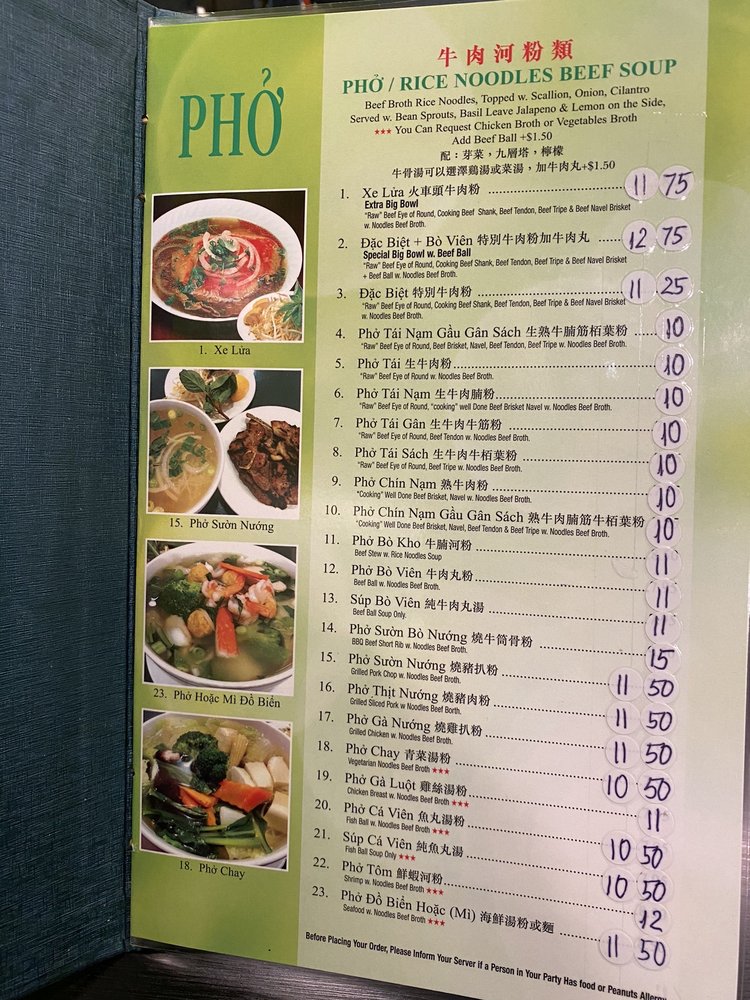 PHỞ
牛肉河粉類
PHỞ / RICE NOODLES BEEF SOUP
Beef Broth Rice Noodles, Topped w. Scallion, Onion, Cilantro
Served w. Bean Sprouts, Basil Leave Jalapeno & Lemon on the Side,
★★★ You Can Request Chicken Broth or Vegetables Broth
Add Beef Ball +$1.50
配：芽菜，九層塔，檸檬
牛骨湯可以選澤鷄湯或菜湯，加牛肉丸+$1.50
1. Xe Lửa 火車頭牛肉粉 11 75
Extra Big Bowl
"Raw" Beef Eye of Round, Cooking Beef Shank, Beef Tendon, Beef Tripe & Beef Navel Brisket
w. Noodles Beef Broth.
2. Đặc Biệt + Bò Viên 特別牛肉粉加牛肉丸 ...... 12 75
Special Big Bowl w. Beef Ball
"Raw" Beef Eye of Round, Cooking Beef Shank, Beef Tendon, Beef Tripe & Beef Navel Brisket
+ Beef Ball w. Noodles Beef Broth.
3. Đặc Biệt 特別牛肉粉 11 25
"Raw" Beef Eye of Round, Cooking Beef Shank, Beef Tendon, Beef Tripe & Beef Navel Brisket
w. Noodles Beef Broth.
4. Phở Tái Nạm Gầu Gân Sách 生熟牛腩筋栢葉粉 10
"Raw" Beef Eye of Round, Beef Brisket, Navel, Beef Tendon, Beef Tripe w. Noodles Beef Broth.
5. Phở Tái 生牛肉粉 10
"Raw" Beef Eye of Round w. Noodles Beef Broth.
6. Phở Tái Nạm 生牛肉腩粉 10
"Raw" Beef Eye of Round, "cooking" well Done Beef Brisket Navel w. Noodles Beef Broth.
7. Phở Tái Gân 生牛肉牛筋粉 10
"Raw" Beef Eye of Round, Beef Tendon w. Noodles Beef Broth.
8. Phở Tái Sách 生牛肉牛栢葉粉 10
"Raw" Beef Eye of Round, Beef Tripe w. Noodles Beef Broth.
9. Phở Chín Nạm 熟牛肉粉 10
"Cooking" Well Done Beef Brisket, Navel w. Noodles Beef Broth.
10. Phở Chín Nạm Gầu Gân Sách 熟牛肉腩筋牛栢葉粉 10
"Cooking" Well Done Beef Brisket, Navel, Beef Tendon & Beef Tripe w. Noodles Beef Broth.
11. Phở Bò Kho 牛腩河粉 11
Beef Stew w. Rice Noodles Soup
12. Phở Bò Viên 牛肉丸粉 11
Beef Ball w. Noodles Beef Broth.
13. Súp Bò Viên 純牛肉丸湯 11
Beef Ball Soup Only.
14. Phở Sườn Bò Nướng 燒牛筒骨粉 15
BBQ Beef Short Rib w. Noodles Beef Broth.
15. Phở Sườn Nướng 燒豬扒粉 11 50
Grilled Pork Chop w. Noodles Beef Broth.
16. Phở Thịt Nướng 燒豬肉粉 11 50
Grilled Sliced Pork w Noodles Beef Borth.
17. Phở Gà Nướng 燒雞扒粉 11 50
Grilled Chicken w. Noodles Beef Broth.
18. Phở Chay 青菜湯粉 10 50
Vegetarian Noodles Beef Broth ★★★
19. Phở Gà Luột 雞絲湯粉 11
Chicken Breast w. Noodles Beef Broth ★★★
20. Phở Cá Viên 魚丸湯粉 10 50
Fish Ball w. Noodles Beef Broth ★★★
21. Súp Cá Viên 純魚丸湯 10 50
Fish Ball Soup Only ★★★
22. Phở Tôm 鮮蝦河粉 12
Shrimp w. Noodles Beef Broth ★★★
23. Phở Đồ Biển Hoặc (Mì) 海鮮湯粉或麵 11 50
Seafood w. Noodles Beef Broth ★★★
Before Placing Your Order, Please Inform Your Server if a Person in Your Party Has food or Peanuts
1. Xe Lửa
15. Phở Sườn Nướng
23. Phở Hoặc Mì Đồ Biển
18. Phở Chay